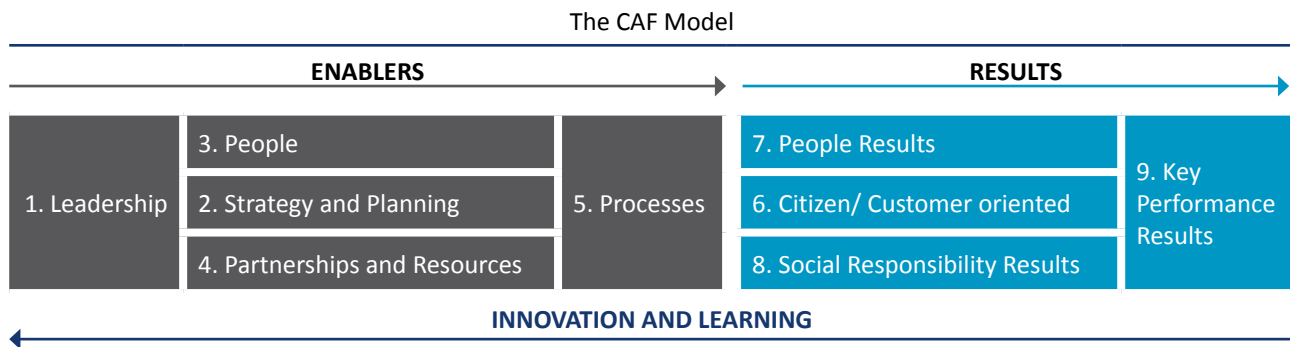 The CAF Model
ENABLERS
RESULTS
1. Leadership
3. People
2. Strategy and Planning
4. Partnerships and Resources
5. Processes
7. People Results
6. Citizen/ Customer oriented
8. Social Responsibility Results
9. Key
Performance
Results
INNOVATION AND LEARNING